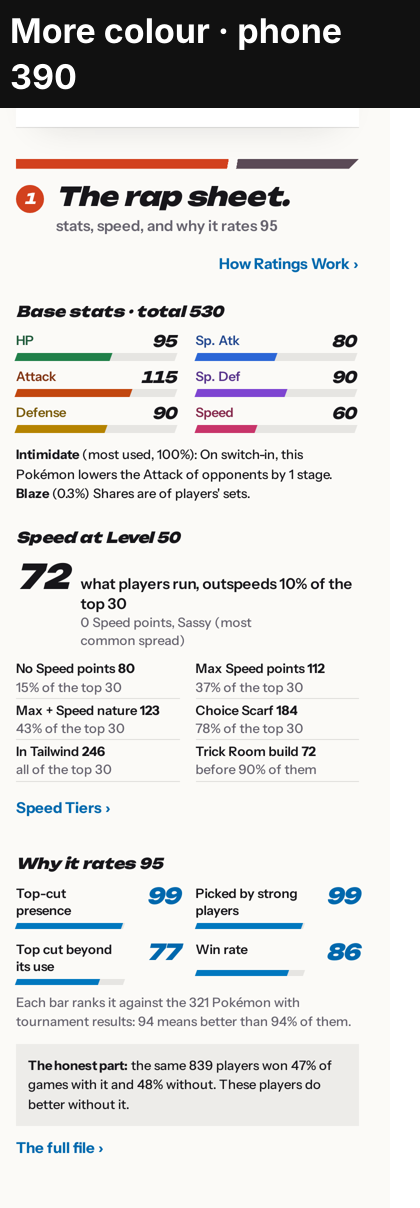 More colour · phone
390
1 The rap sheet.
stats, speed, and why it rates 95
How Ratings Work ›
Base stats · total 530
HP 95
Sp. Atk 80
Attack 115
Sp. Def 90
Defense 90
Speed 60
Intimidate (most used, 100%): On switch-in, this
Pokémon lowers the Attack of opponents by 1 stage.
Blaze (0.3%) Shares are of players' sets.
Speed at Level 50
72 what players run, outspeeds 10% of the
top 30
0 Speed points, Sassy (most
common spread)
No Speed points 80
15% of the top 30
Max Speed points 112
37% of the top 30
Max + Speed nature 123
43% of the top 30
Choice Scarf 184
78% of the top 30
In Tailwind 246
all of the top 30
Trick Room build 72
before 90% of them
Speed Tiers ›
Why it rates 95
Top-cut
presence
99
Picked by strong
players
99
Top cut beyond
its use
77
Win rate 86
Each bar ranks it against the 321 Pokémon with
tournament results: 94 means better than 94% of them.
The honest part: the same 839 players won 47% of
games with it and 48% without. These players do
better without it.
The full file ›